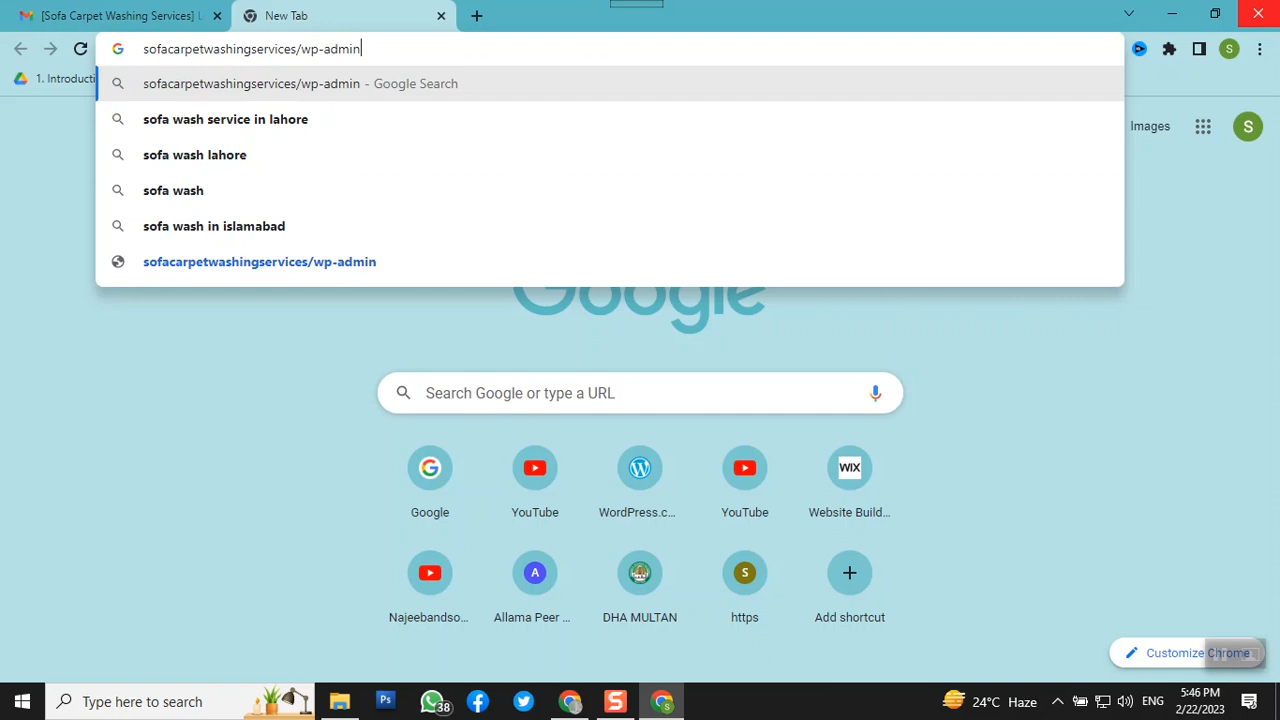 [Sofa Carpet Washing Services] L
New Tab
sofacarpetwashingservices/wp-admin
S
1. Introducti
sofacarpetwashingservices/wp-admin - Google Search
sofa wash service in lahore
sofa wash lahore
sofa wash
sofa wash in islamabad
sofacarpetwashingservices/wp-admin
Images
S
Google
Search Google or type a URL
WIX
Google
YouTube
WordPress.c...
YouTube
Website Build...
A
S
Najeebandso...
Allama Peer ...
DHA MULTAN
https
Add shortcut
Customize Chrome
Type here to search
Ps
38
S
S
24°C Haze
ENG
5:46 PM
2/22/2023